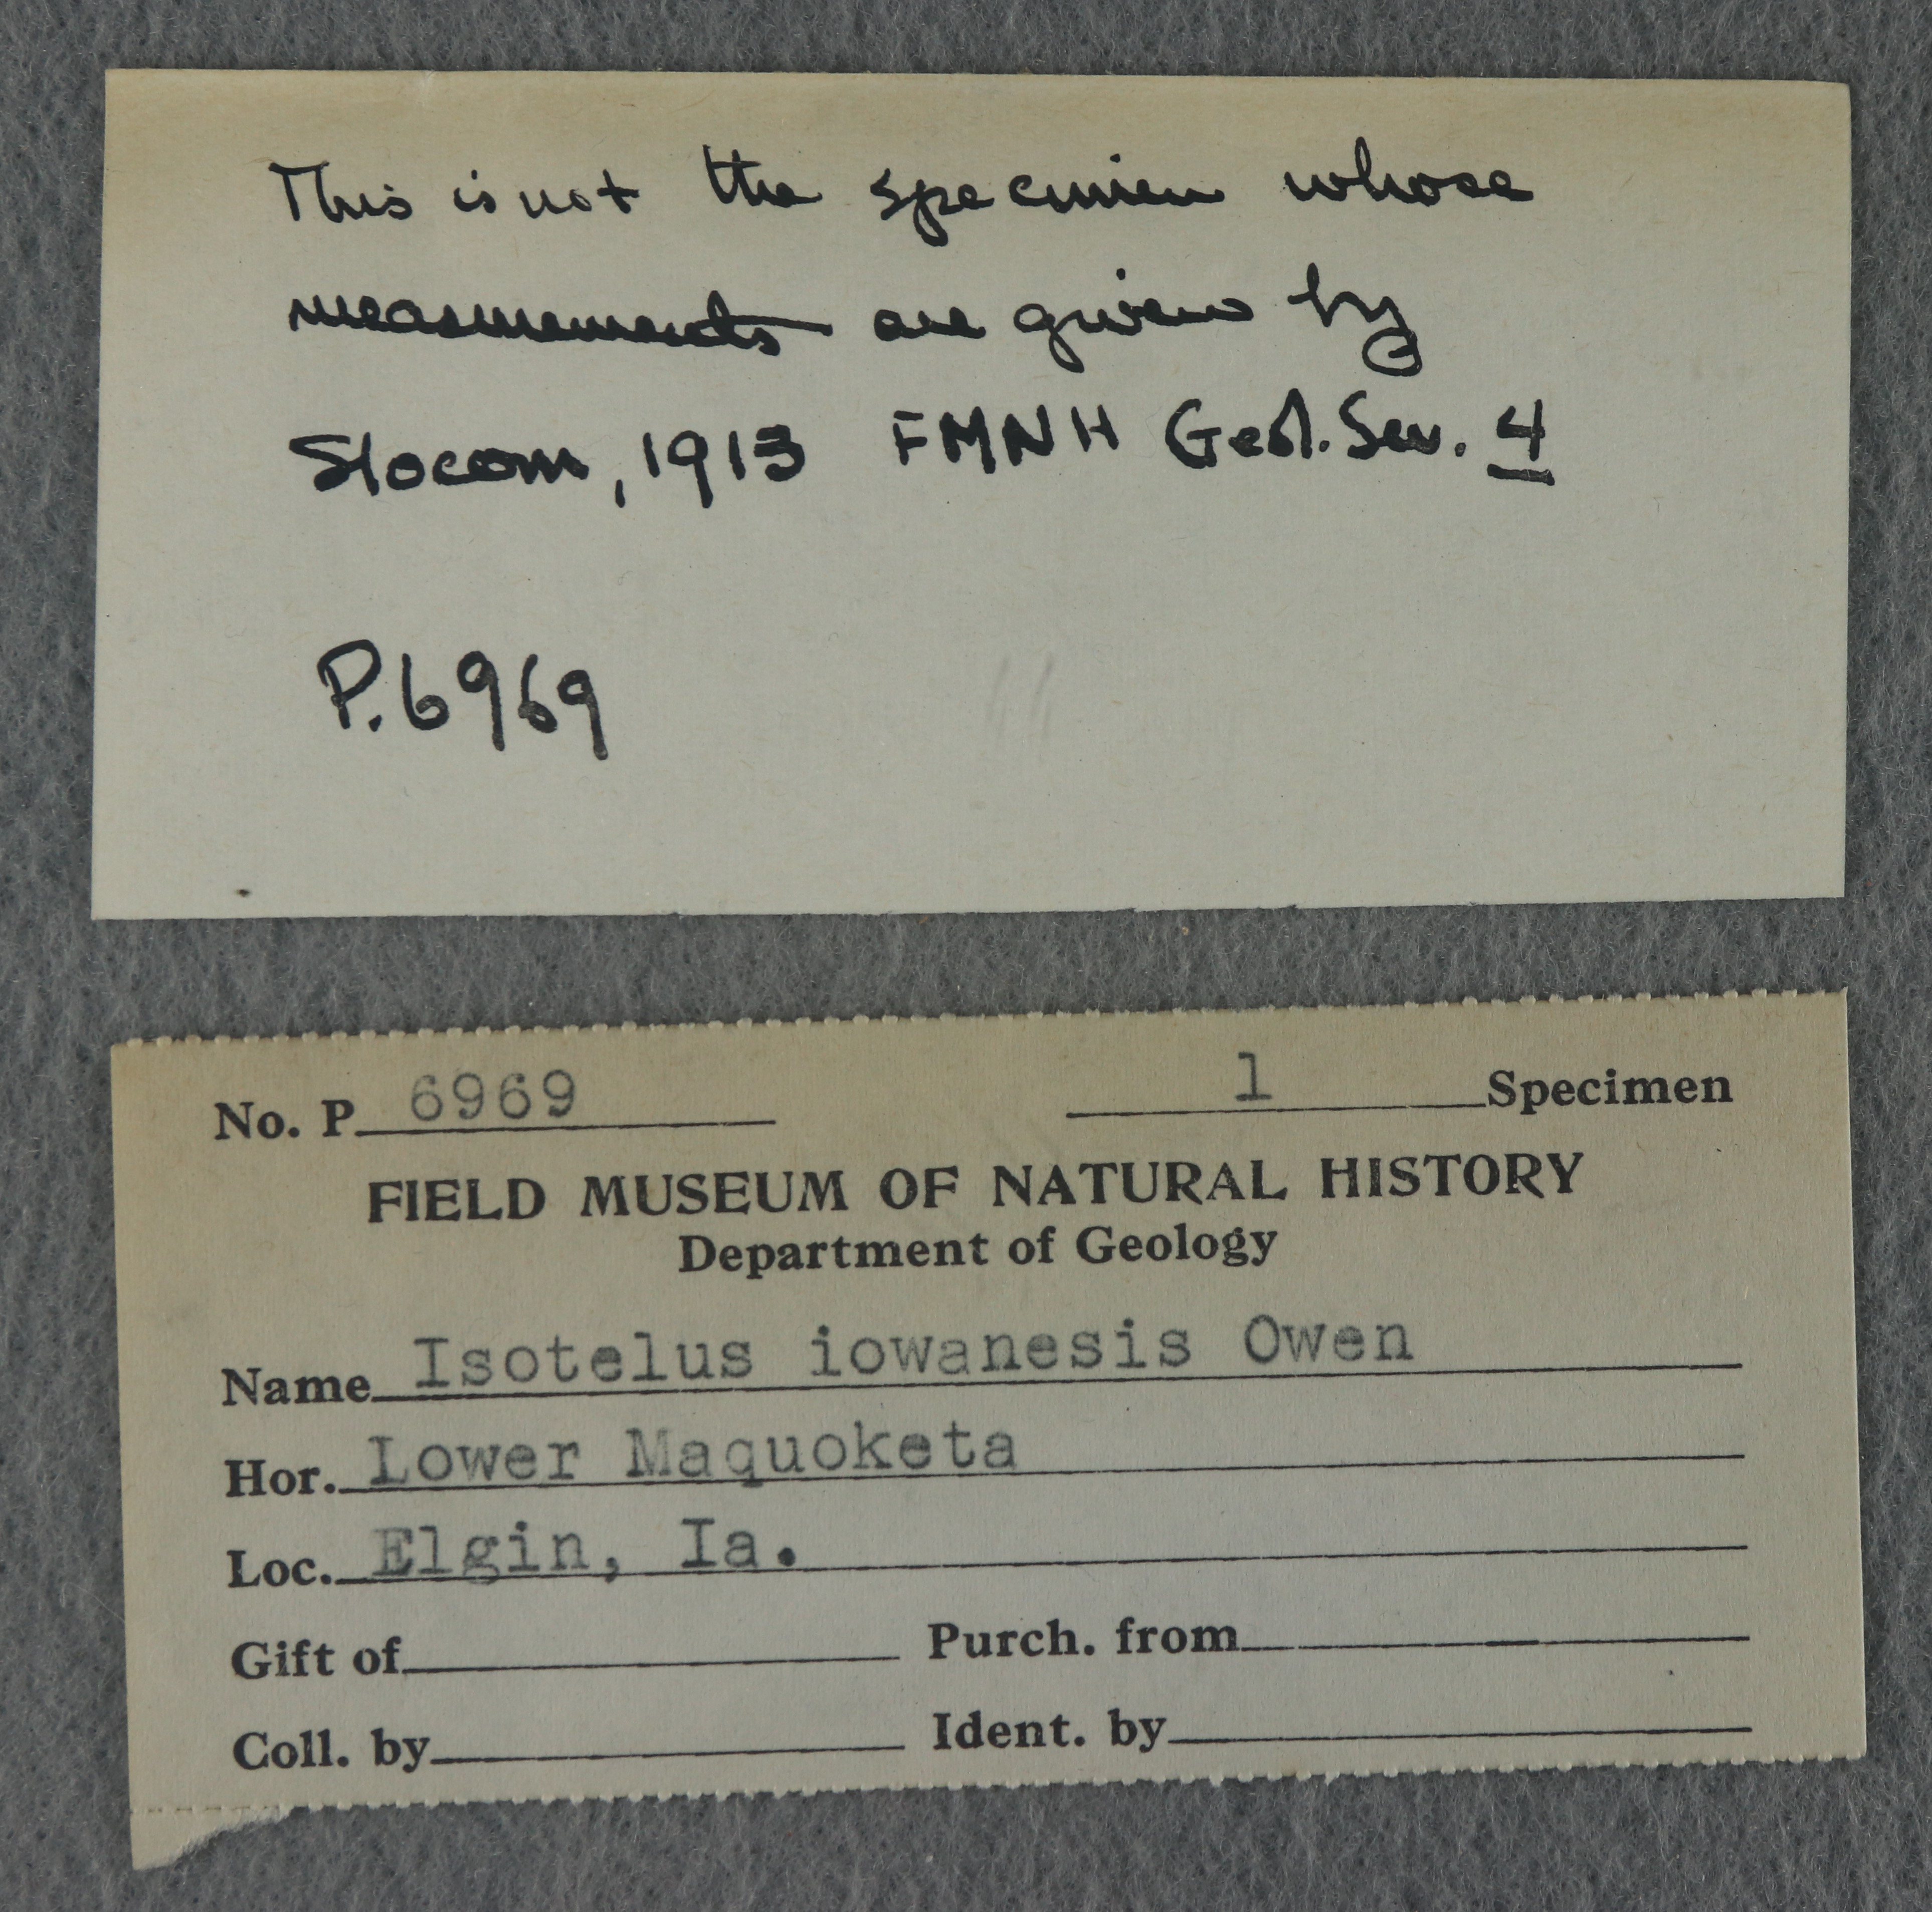 This is not the specimen whose
measurements are given by
Slocom, 1913 FMNH Geol. Ser. 4
P.6969
No. P 6969 1 Specimen
FIELD MUSEUM OF NATURAL HISTORY
Department of Geology
Name Isotelus iowanesis Owen
Hor. Lower Maquoketa
Loc. Elgin, Ia.
Gift of Purch. from
Coll. by Ident. by